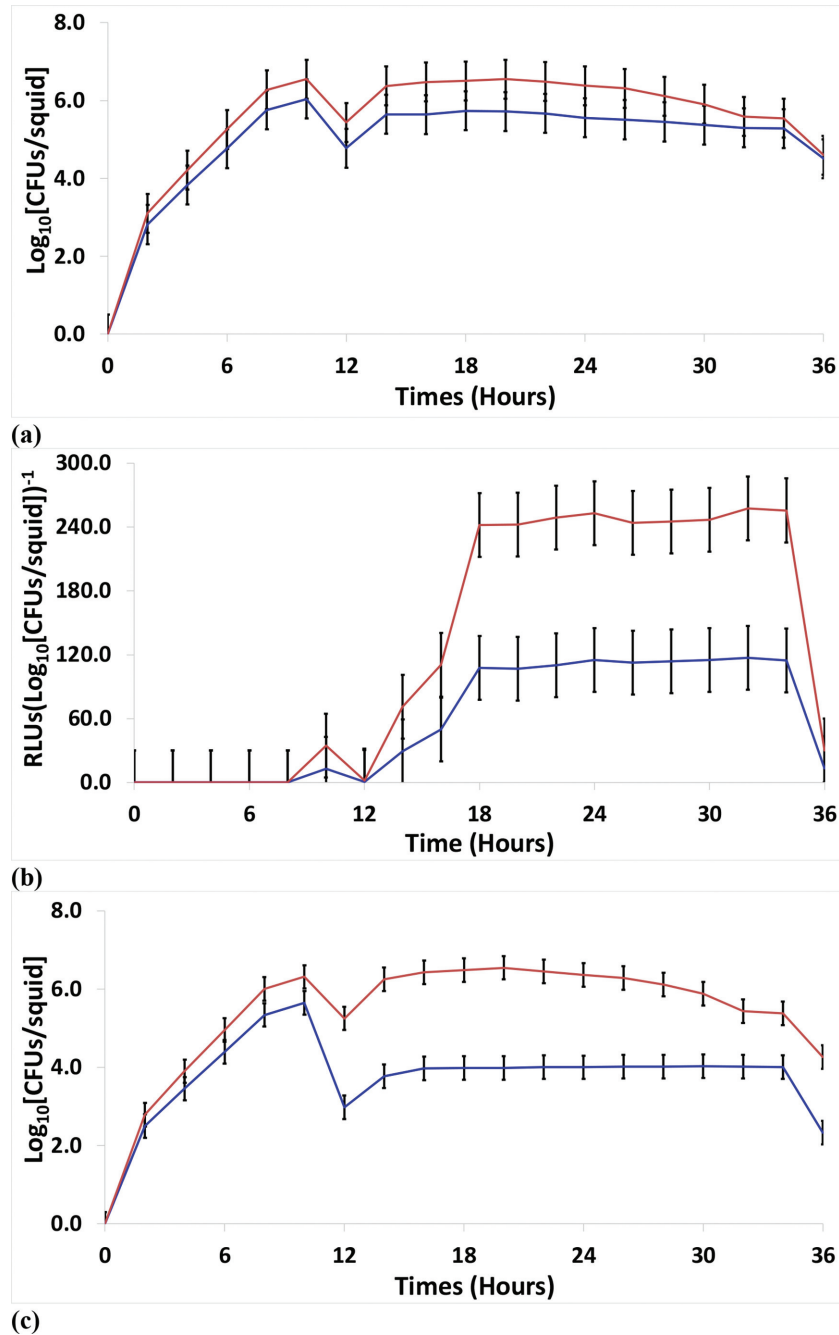 8.0
6.0
4.0
2.0
0.0
Log10[CFUs/squid]
0 6 12 18 24 30 36
Times (Hours)
(a)
300.0
240.0
180.0
120.0
60.0
0.0
RLUs(Log10[CFUs/squid])-1
0 6 12 18 24 30 36
Time (Hours)
(b)
8.0
6.0
4.0
2.0
0.0
Log10[CFUs/squid]
0 6 12 18 24 30 36
Times (Hours)
(c)